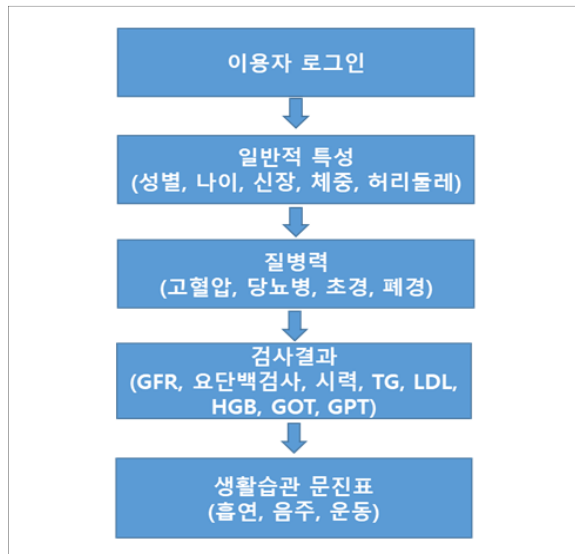 이용자 로그인
일반적 특성
(성별, 나이, 신장, 체중, 허리둘레)
질병력
(고혈압, 당뇨병, 초경, 폐경)
검사결과
(GFR, 요단백검사, 시력, TG, LDL,
HGB, GOT, GPT)
생활습관 문진표
(흡연, 음주, 운동)